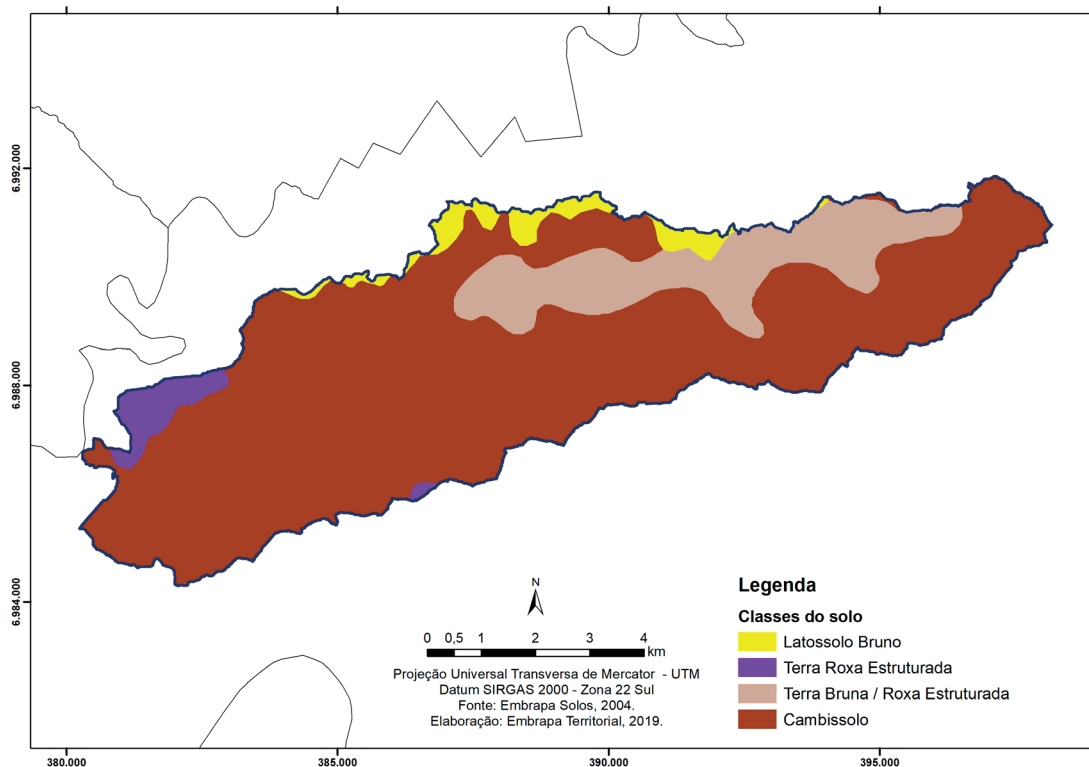 6.992.000
6.988.000
6.984.000
N
0 0,5 1 2 3 4
km
Projeção Universal Transversa de Mercator - UTM
Datum SIRGAS 2000 - Zona 22 Sul
Fonte: Embrapa Solos, 2004.
Elaboração: Embrapa Territorial, 2019.
Legenda
Classes do solo
Latossolo Bruno
Terra Roxa Estruturada
Terra Bruna / Roxa Estruturada
Cambissolo
380.000 385.000 390.000 395.000